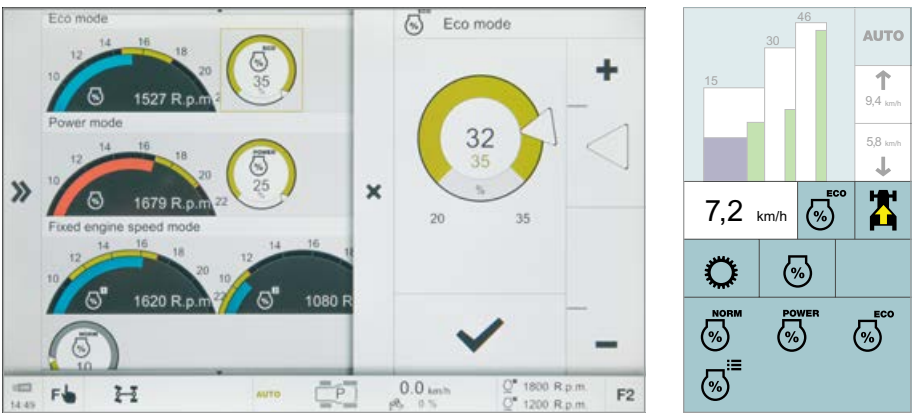 Eco mode
10 12 14 16 18 20
1527 R.p.m
ECO
%
35
Power mode
10 12 14 16 18 20 22
1679 R.p.m
POWER
%
25
Fixed engine speed mode
10 12 14 16 18 20 22
1620 R.p.m
10 12 14 16
1080 R
NORM
%
10
Eco mode
32
35
%
20 35
14:49
F
AUTO
P
0.0 km/h
0 %
1800 R.p.m.
1200 R.p.m.
F2
15 30 46
AUTO
9,4 km/h
5,8 km/h
7,2 km/h
ECO
%
%
NORM
%
POWER
%
ECO
%
%